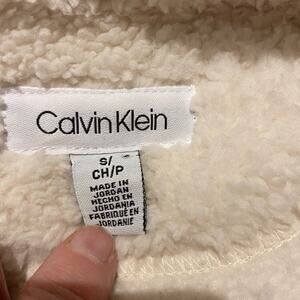 Calvin Klein
S/
CH/P
MADE IN
JORDAN
HECHO EN
JORDANIA
FABRIQUÉ EN
JORDANIE